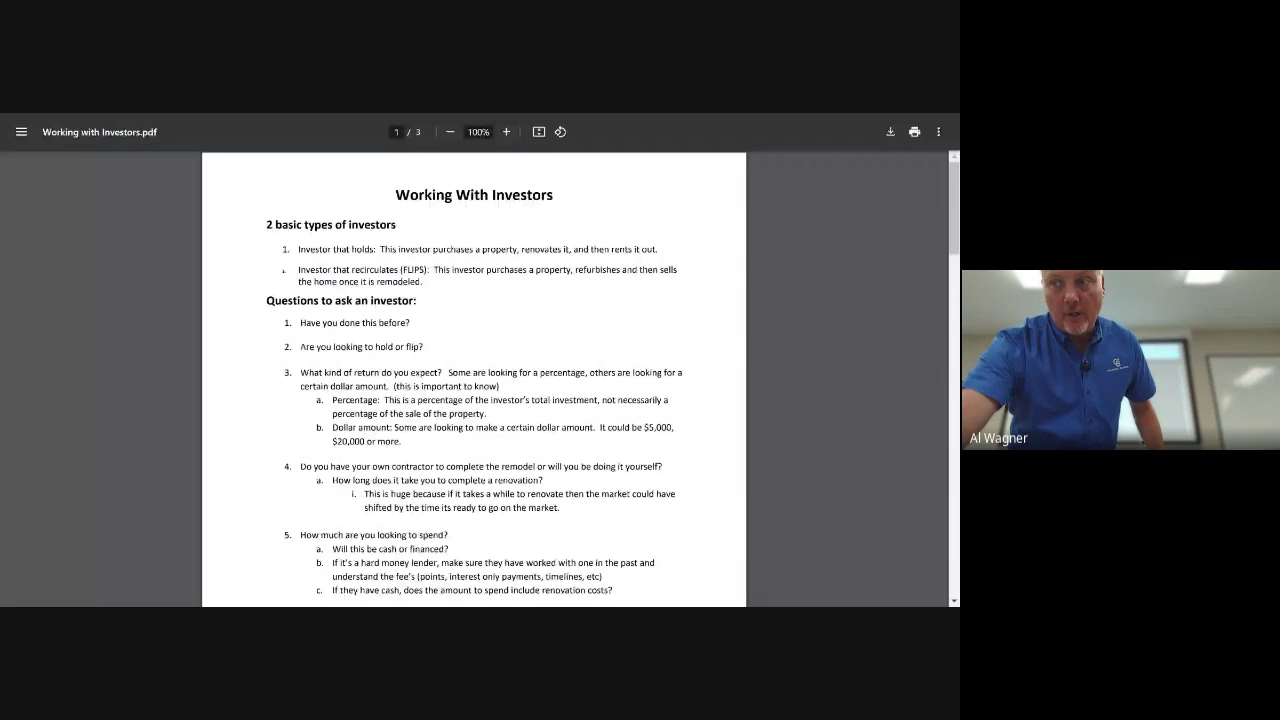 Working with Investors.pdf
1 / 3
100%
Working With Investors
2 basic types of investors
1. Investor that holds: This investor purchases a property, renovates it, and then rents it out.
Investor that recirculates (FLIPS): This Investor purchases a property, refurbishes and then sells
the home once it is remodeled.
Questions to ask an investor:
1. Have you done this before?
2. Are you looking to hold or flip?
3. What kind of return do you expect? Some are looking for a percentage, others are looking for a
certain dollar amount. (this is important to know)
a. Percentage: This is a percentage of the investor's total investment, not necessarily a
percentage of the sale of the property.
b. Dollar amount: Some are looking to make a certain dollar amount. It could be $5,000,
$20,000 or more.
4. Do you have your own contractor to complete the remodel or will you be doing it yourself?
a. How long does it take you to complete a renovation?
i. This is huge because if it takes a while to renovate then the market could have
shifted by the time its ready to go on the market.
5. How much are you looking to spend?
a. Will this be cash or financed?
b. If it's a hard money lender, make sure they have worked with one in the past and
understand the fee's (points, interest only payments, timelines, etc)
c. If they have cash, does the amount to spend include renovation costs?
Al Wagner